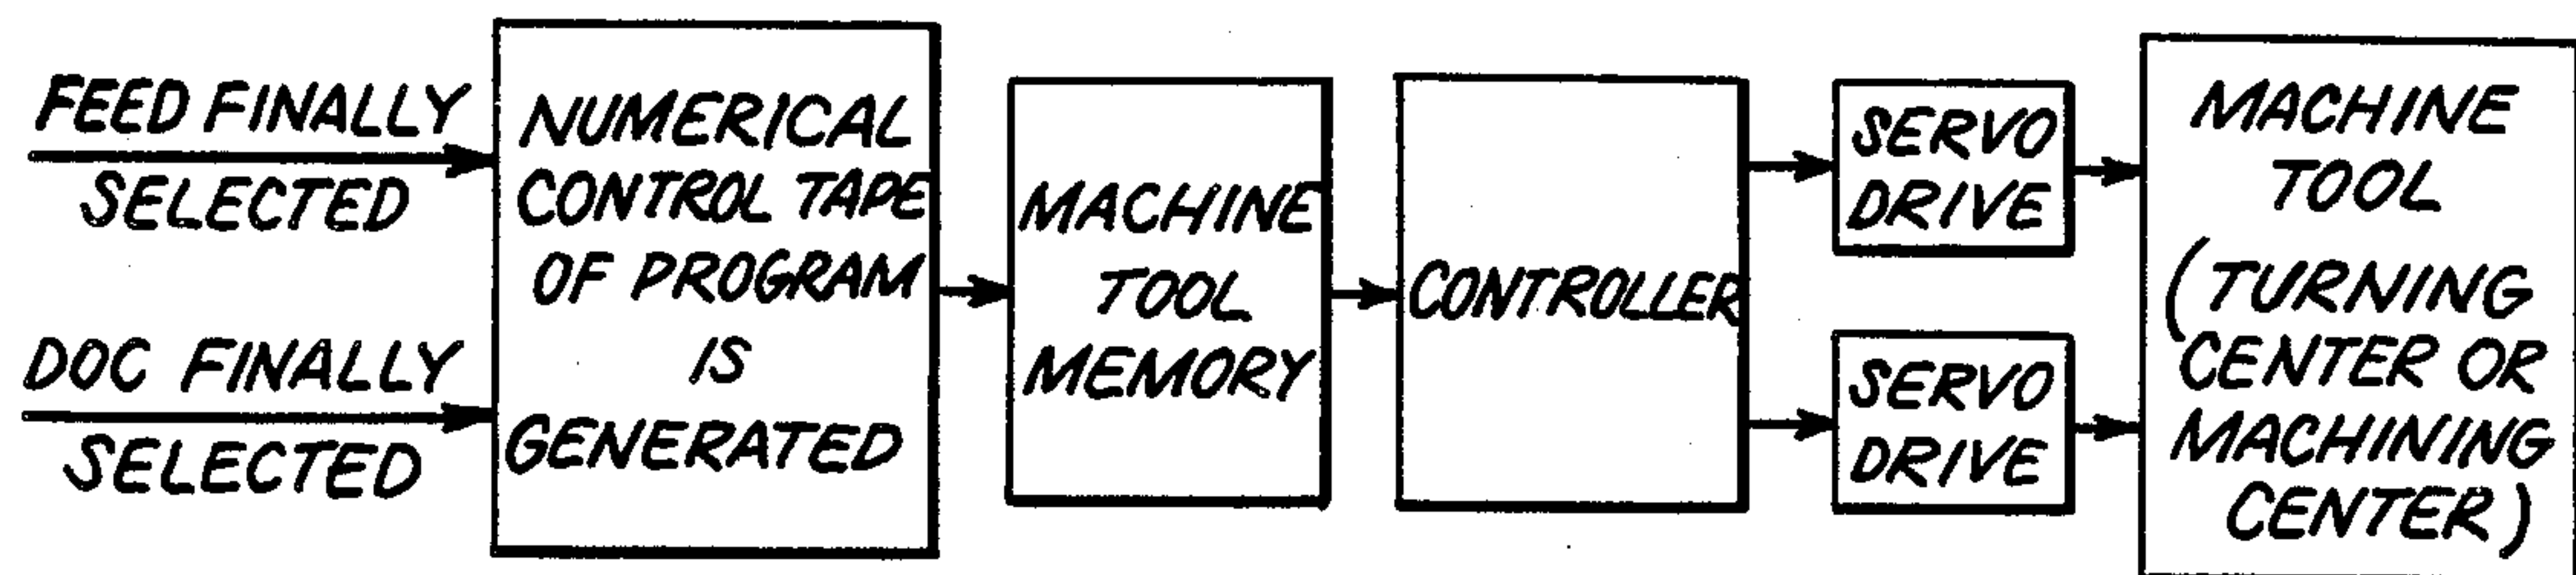 FEED FINALLY
SELECTED
DOC FINALLY
SELECTED
NUMERICAL
CONTROL TAPE
OF PROGRAM
IS
GENERATED
MACHINE
TOOL
MEMORY
CONTROLLER
SERVO
DRIVE
SERVO
DRIVE
MACHINE
TOOL
(TURNING
CENTER OR
MACHINING
CENTER)